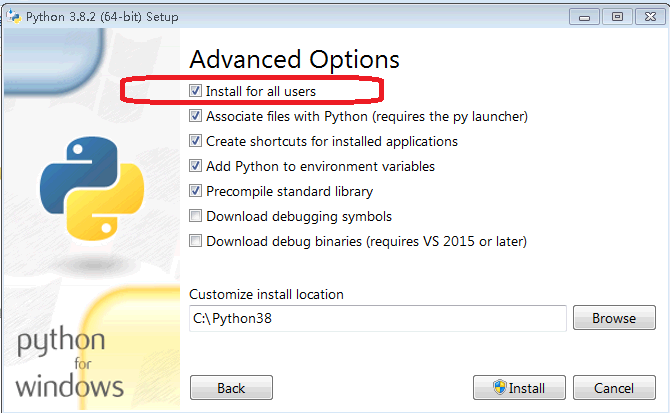 Python 3.8.2 (64-bit) Setup
Advanced Options
Install for all users
Associate files with Python (requires the py launcher)
Create shortcuts for installed applications
Add Python to environment variables
Precompile standard library
Download debugging symbols
Download debug binaries (requires VS 2015 or later)
Customize install location
C:\Python38
Browse
python
for
windows
Back
Install
Cancel